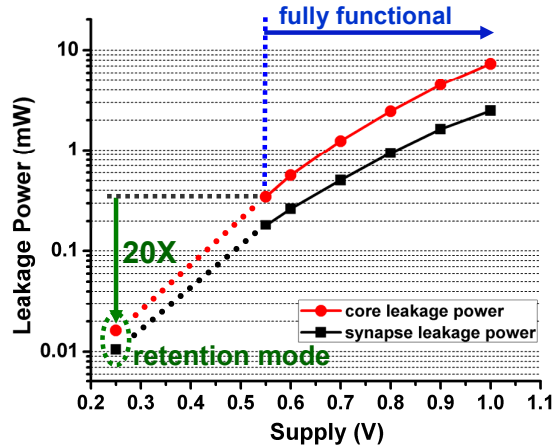 fully functional
10
1
0.1
0.01
Leakage Power (mW)
20X
retention mode
core leakage power
synapse leakage power
0.2 0.3 0.4 0.5 0.6 0.7 0.8 0.9 1.0 1.1
Supply (V)